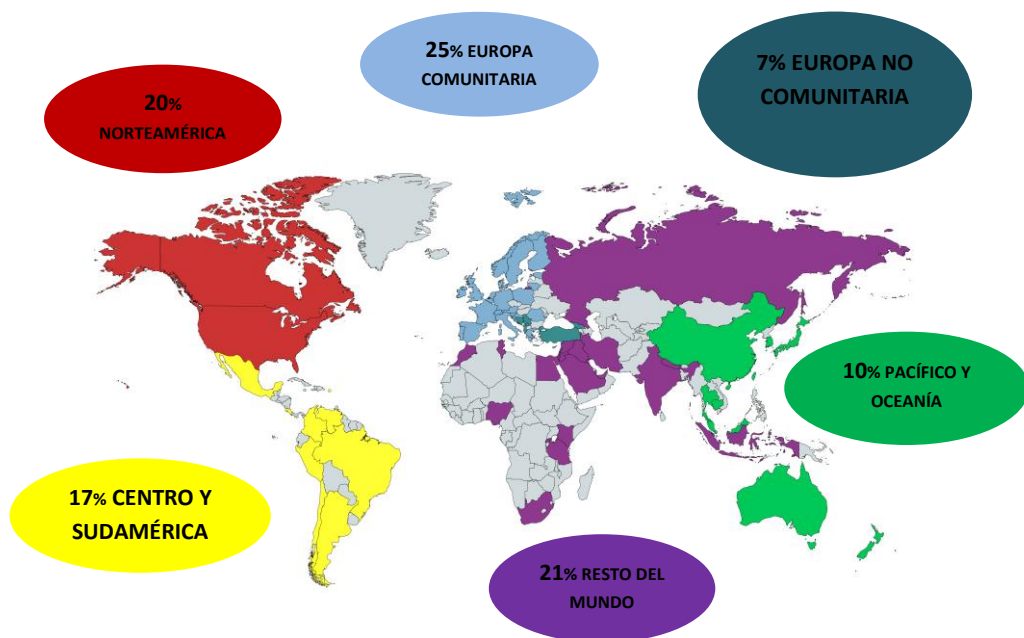 25% EUROPA
COMUNITARIA
7% EUROPA NO
COMUNITARIA
20%
NORTEAMÉRICA
10% PACÍFICO Y
OCEANÍA
17% CENTRO Y
SUDAMÉRICA
21% RESTO DEL
MUNDO